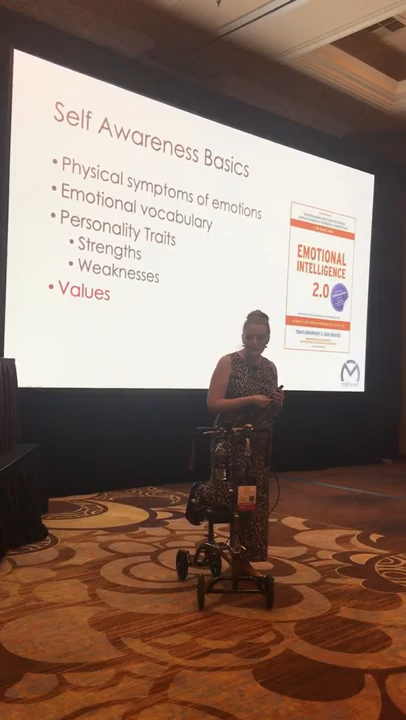 Self Awareness Basics
• Physical symptoms of emotions
• Emotional vocabulary
• Personality Traits
• Strengths
• Weaknesses
• Values
EMOTIONAL
INTELLIGENCE
2.0